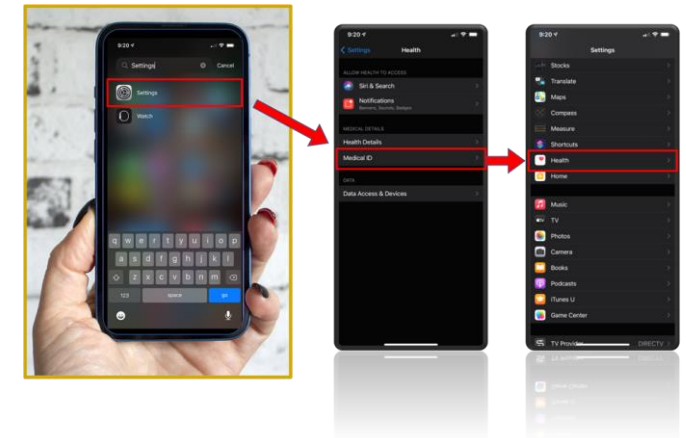 9:20
Settings
Cancel
Settings
Watch
q w e r t y u i o p
a s d f g h j k l
z x c v b n m
123 space go
9:20
Settings Health
ALLOW HEALTH TO ACCESS
Siri & Search
Notifications
Banners, Sounds, Badges
MEDICAL DETAILS
Health Details
Medical ID
DATA
Data Access & Devices
9:20
Settings
Stocks
Translate
Maps
Compass
Measure
Shortcuts
Health
Home
Music
TV
Photos
Camera
Books
Podcasts
iTunes U
Game Center
TV Provider DIRECTV